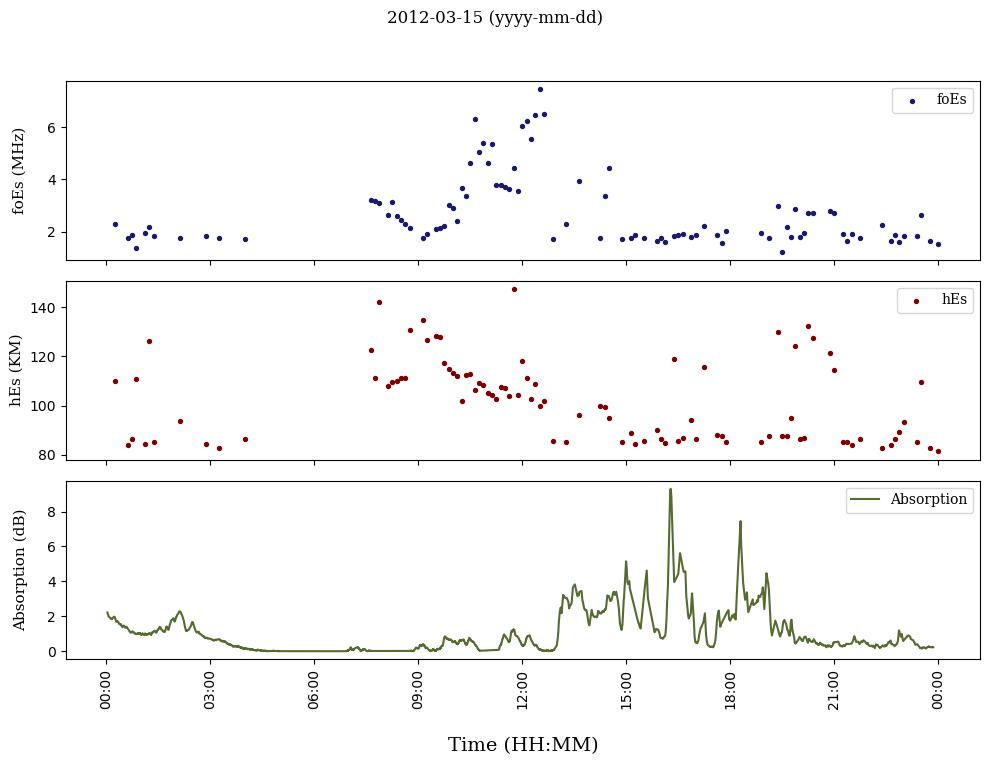 2012-03-15 (yyyy-mm-dd)
foEs (MHz)
6
4
2
foEs
hEs (KM)
140
120
100
80
hEs
Absorption (dB)
8
6
4
2
0
Absorption
00:00 03:00 06:00 09:00 12:00 15:00 18:00 21:00 00:00
Time (HH:MM)